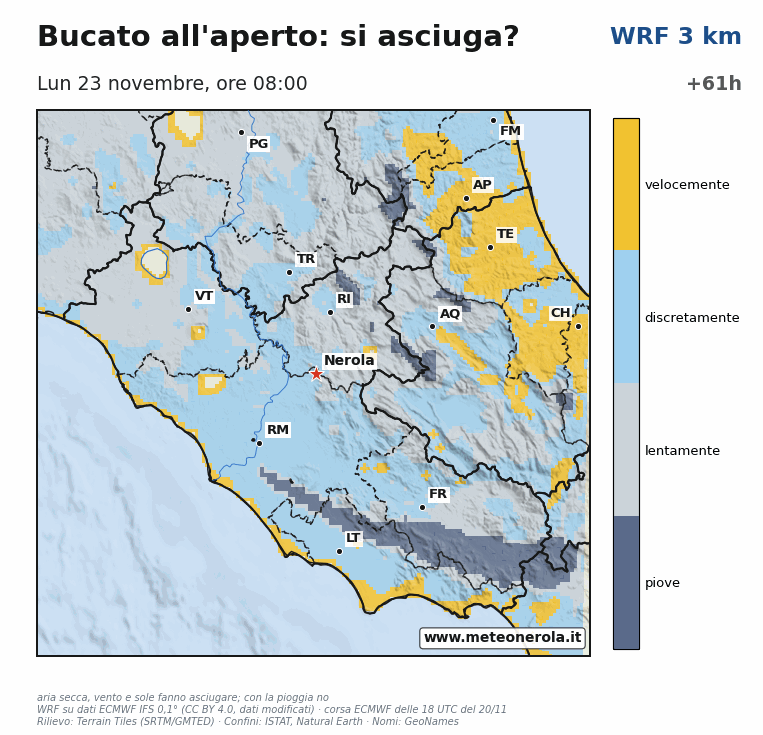 Bucato all'aperto: si asciuga?
WRF 3 km
Lun 23 novembre, ore 08:00
+61h
PG
FM
AP
TE
TR
VT
RI
AQ
CH
Nerola
RM
FR
LT
www.meteonerola.it
velocemente
discretamente
lentamente
piove
aria secca, vento e sole fanno asciugare; con la pioggia no
WRF su dati ECMWF IFS 0,1° (CC BY 4.0, dati modificati) · corsa ECMWF delle 18 UTC del 20/11
Rilievo: Terrain Tiles (SRTM/GMTED) · Confini: ISTAT, Natural Earth · Nomi: GeoNames